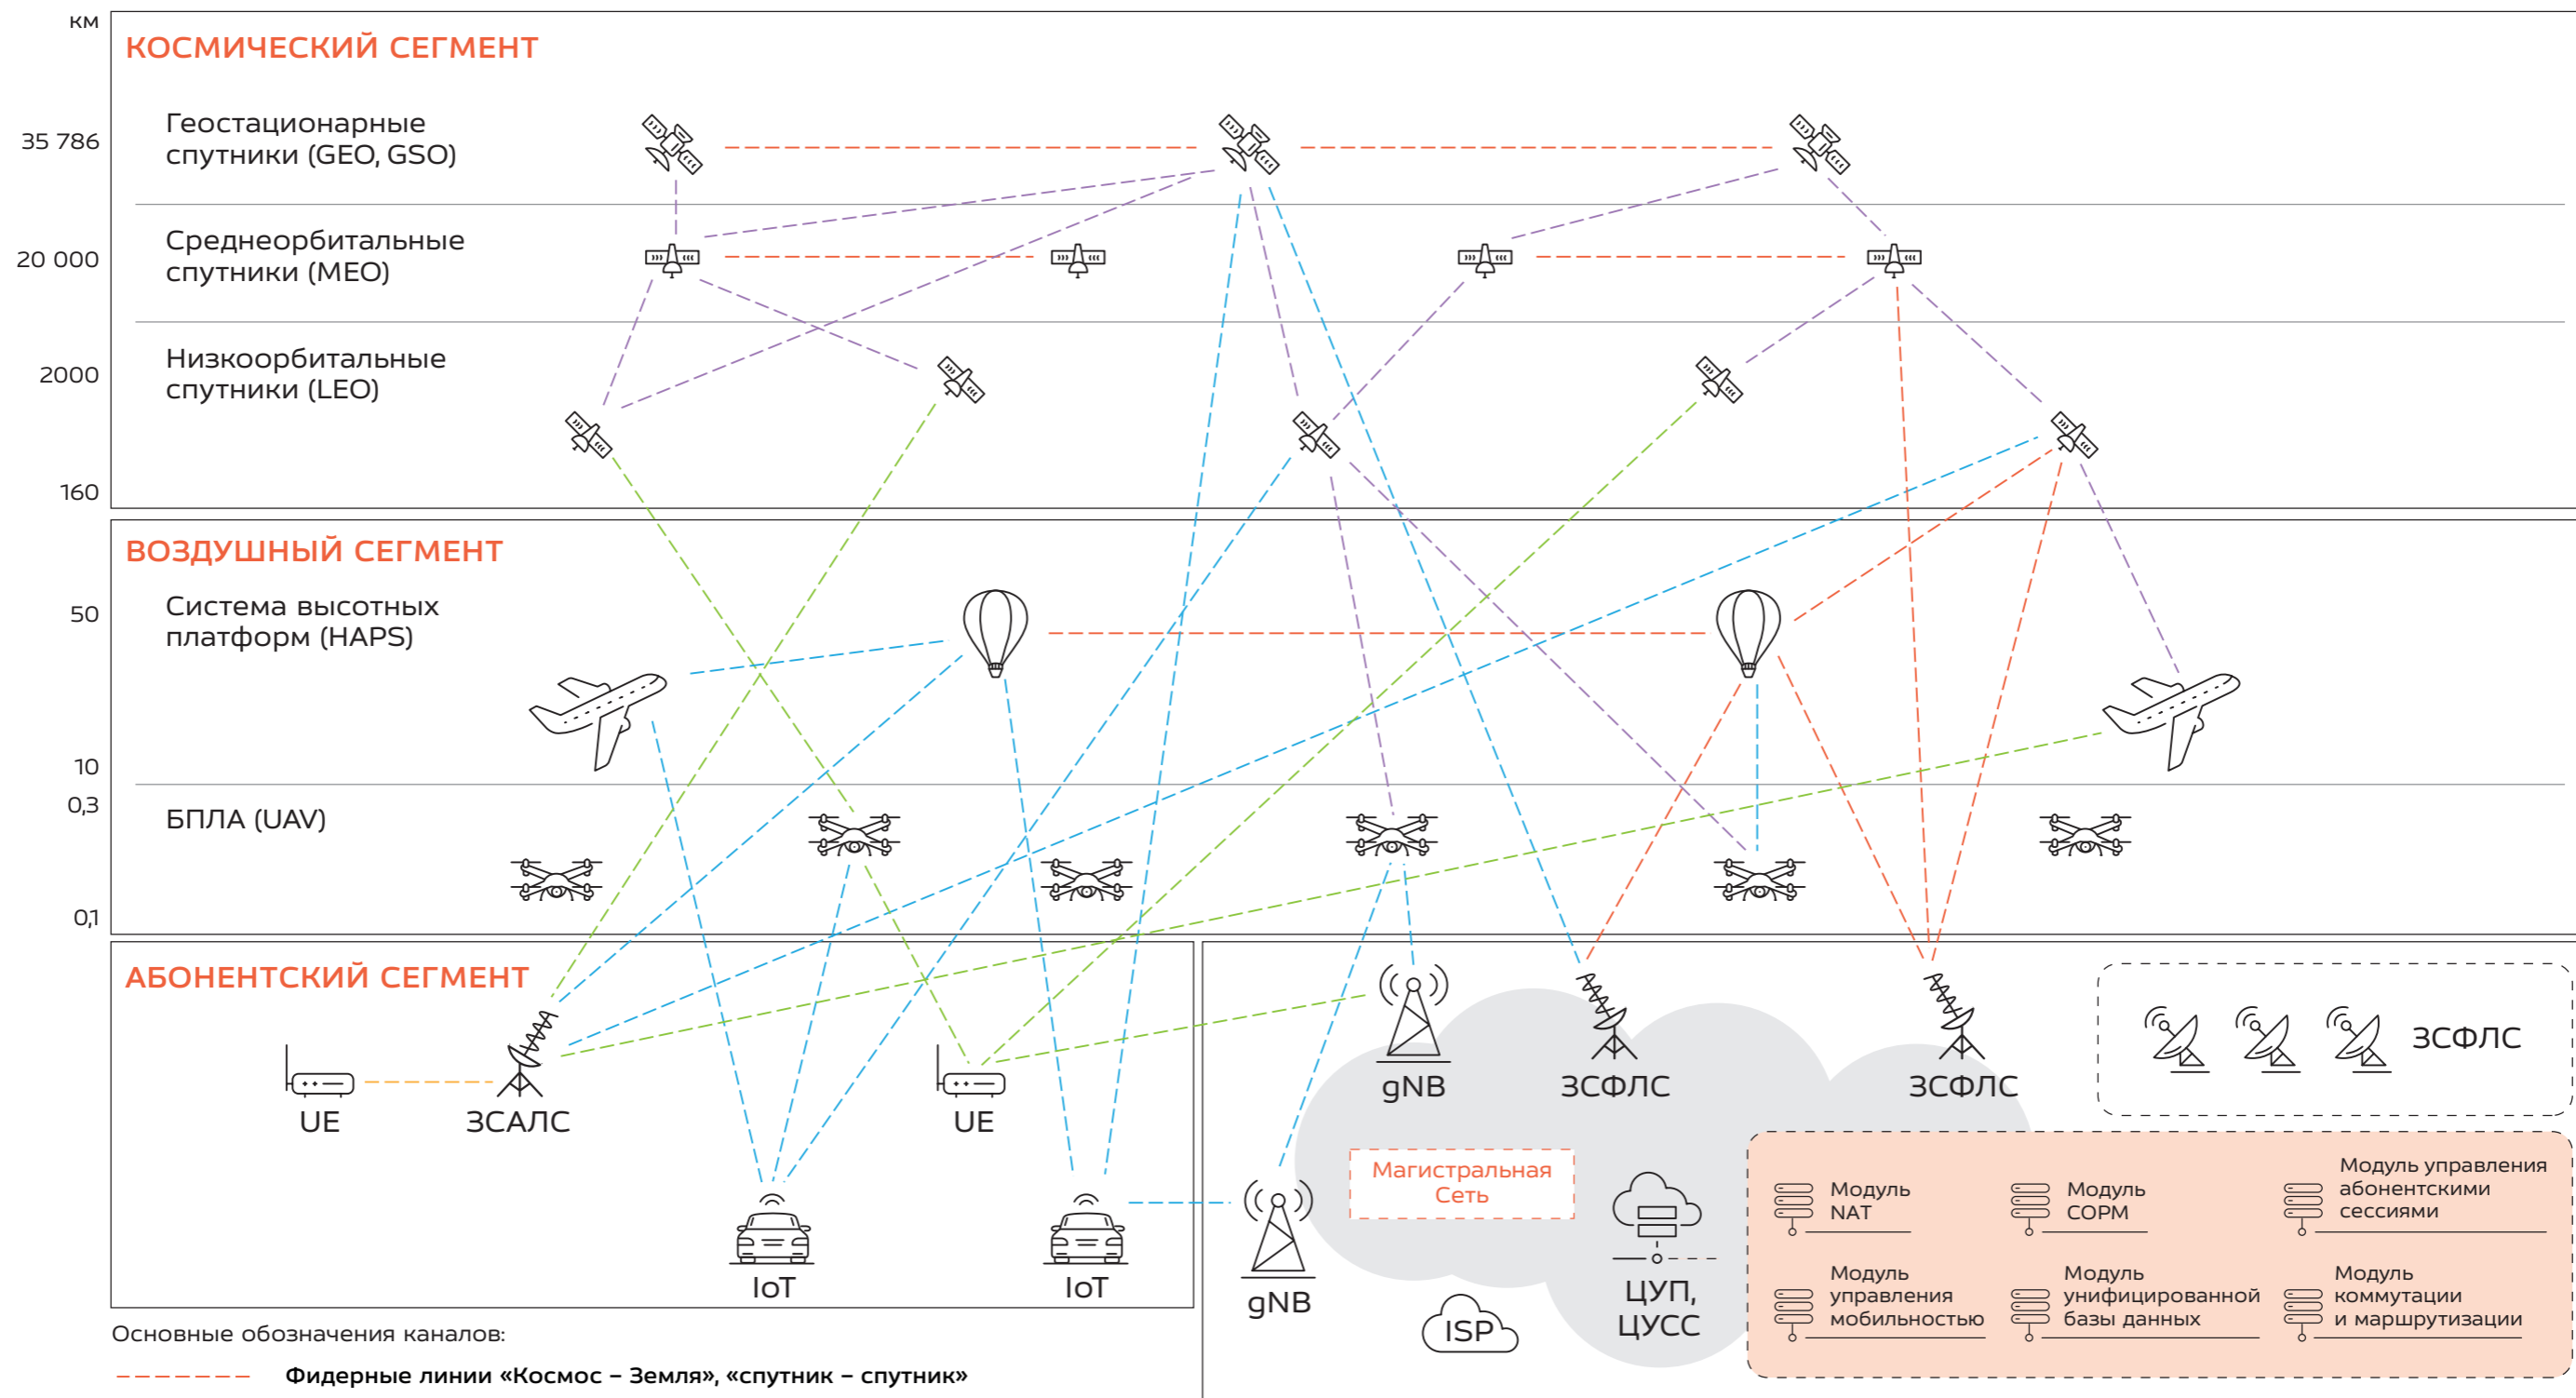 км
КОСМИЧЕСКИЙ СЕГМЕНТ
35 786
Геостационарные
спутники (GEO, GSO)
20 000
Среднеорбитальные
спутники (MEO)
2000
Низкоорбитальные
спутники (LEO)
160
ВОЗДУШНЫЙ СЕГМЕНТ
50
Система высотных
платформ (HAPS)
10
0,3
БПЛА (UAV)
0,1
АБОНЕНТСКИЙ СЕГМЕНТ
UE
ЗСАЛС
UE
IoT
IoT
gNB
ЗСФЛС
ЗСФЛС
ЗСФЛС
gNB
Магистральная
Сеть
ISP
ЦУП,
ЦУСС
Модуль
NAT
Модуль
СОРМ
Модуль управления
абонентскими
сессиями
Модуль
управления
мобильностью
Модуль
унифицированной
базы данных
Модуль
коммутации
и маршрутизации
Основные обозначения каналов:
Фидерные линии «Космос – Земля», «спутник – спутник»